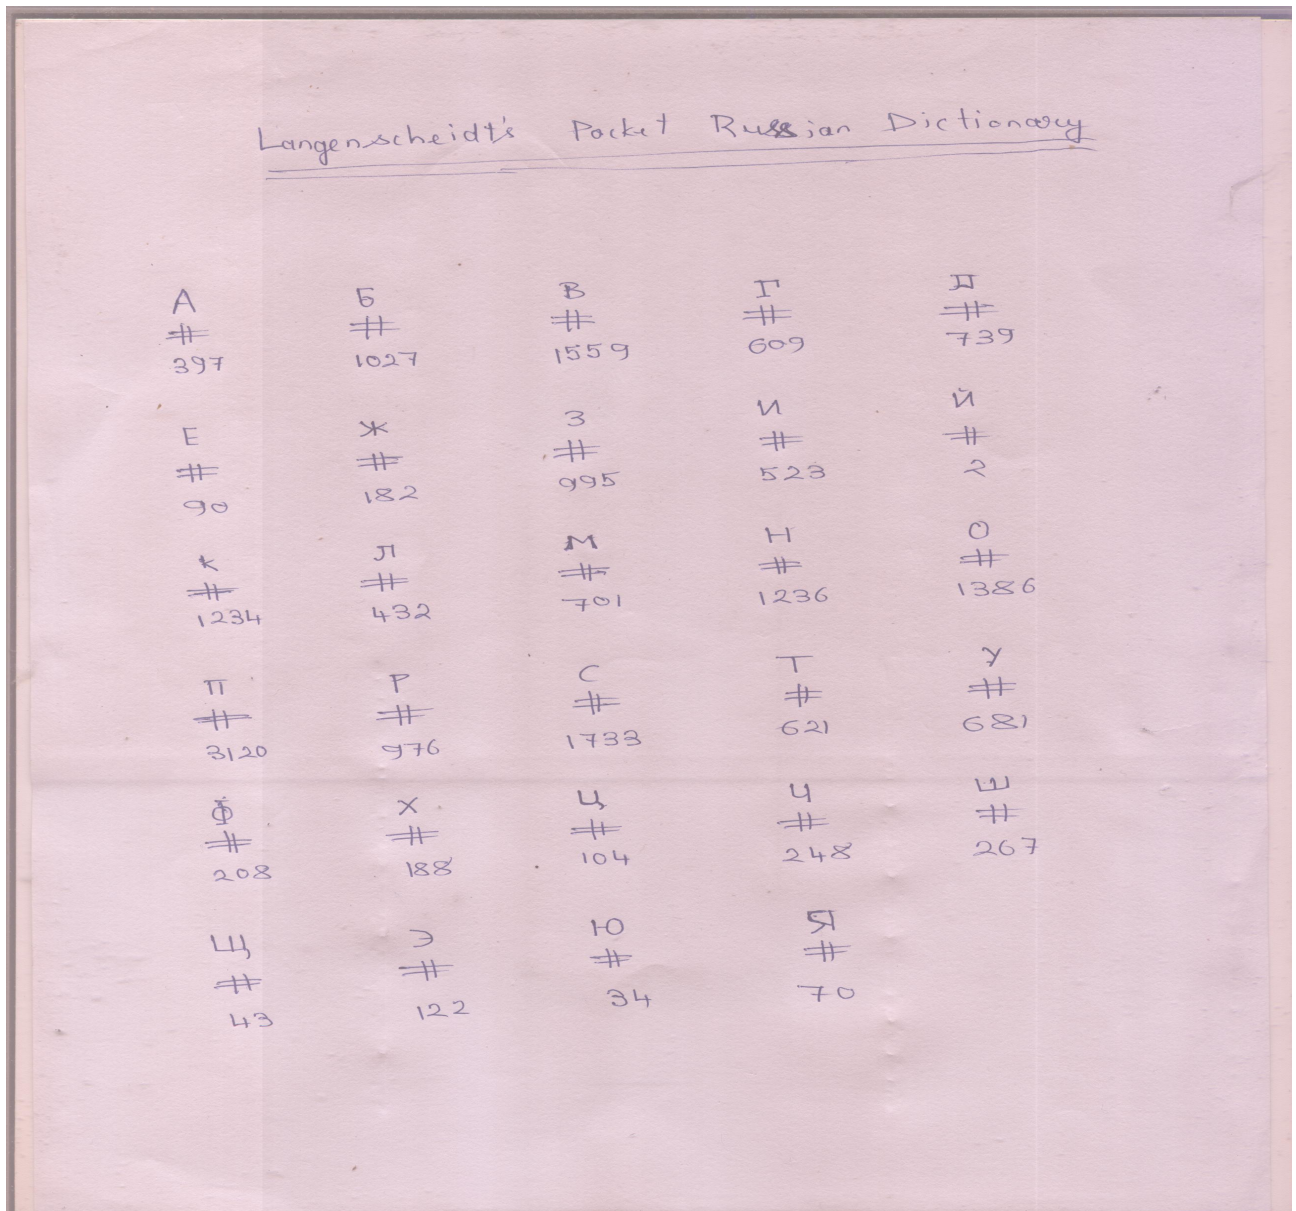 Langenscheidt's Pocket Russian Dictionary
А Б В Г Д
# # # # #
397 1027 1559 609 739
Е Ж З И Й
# # # # #
90 182 995 523 2
К Л М Н О
# # # # #
1234 432 701 1236 1386
П Р С Т У
# # # # #
3120 976 1733 621 681
Ф Х Ц Ч Ш
# # # # #
208 188 104 248 267
Щ Э Ю Я
# # # #
43 122 34 70